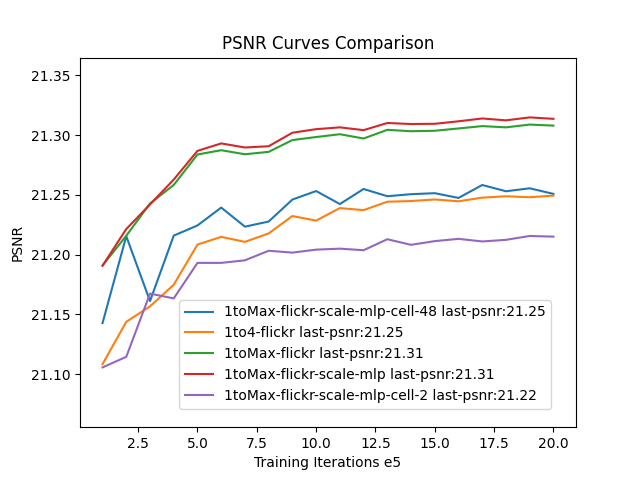 PSNR Curves Comparison
21.35
21.30
21.25
21.20
21.15
21.10
PSNR
1toMax-flickr-scale-mlp-cell-48 last-psnr:21.25
1to4-flickr last-psnr:21.25
1toMax-flickr last-psnr:21.31
1toMax-flickr-scale-mlp last-psnr:21.31
1toMax-flickr-scale-mlp-cell-2 last-psnr:21.22
2.5 5.0 7.5 10.0 12.5 15.0 17.5 20.0
Training Iterations e5